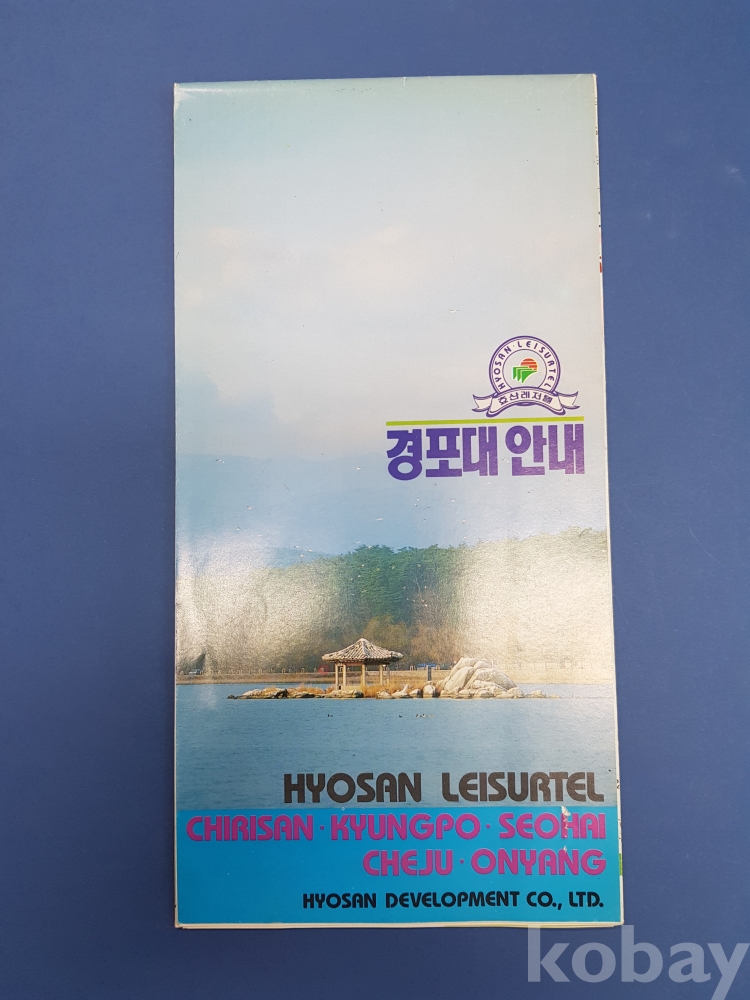 HYOSAN · LEISURTEL
효산레저텔
경포대 안내
HYOSAN LEISURTEL
CHIRISAN · KYUNGPO · SEOHAI
CHEJU · ONYANG
HYOSAN DEVELOPMENT CO., LTD.
kobay